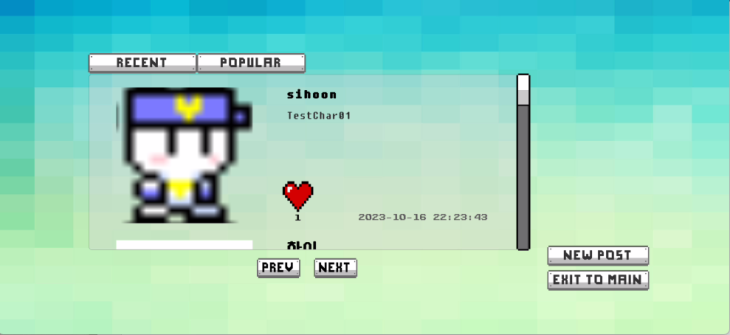 RECENT POPULAR
sihoon
TestChar01
1
2023-10-16 22:23:43
하이
PREV NEXT
NEW POST
EXIT TO MAIN